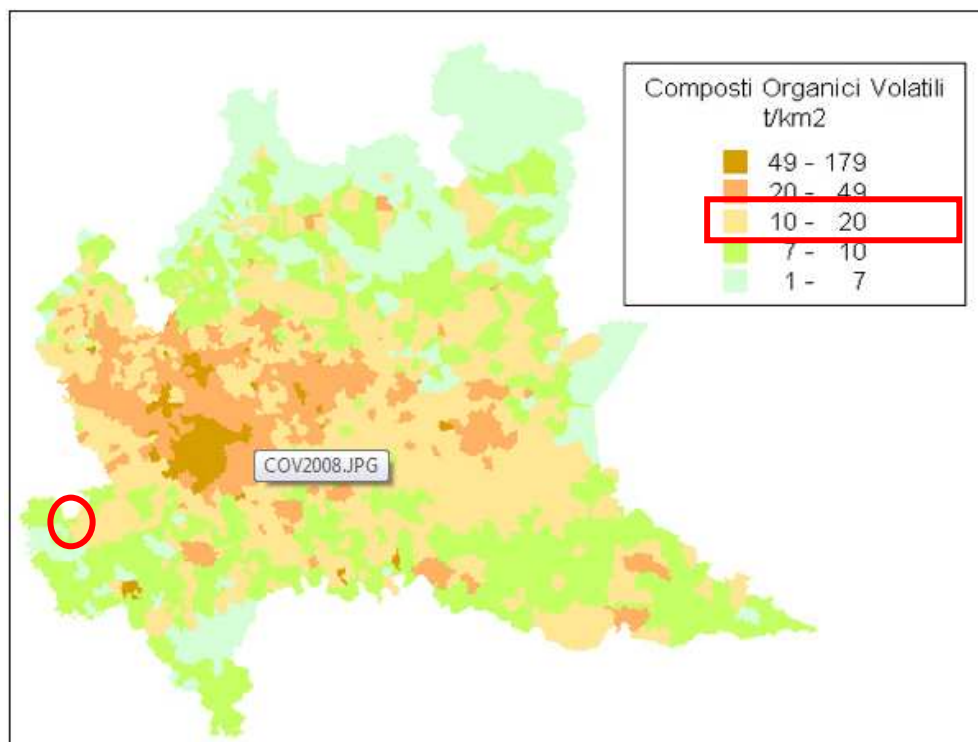 Composti Organici Volatili
t/km2
49 - 179
20 - 49
10 - 20
7 - 10
1 - 7
COV2008.JPG